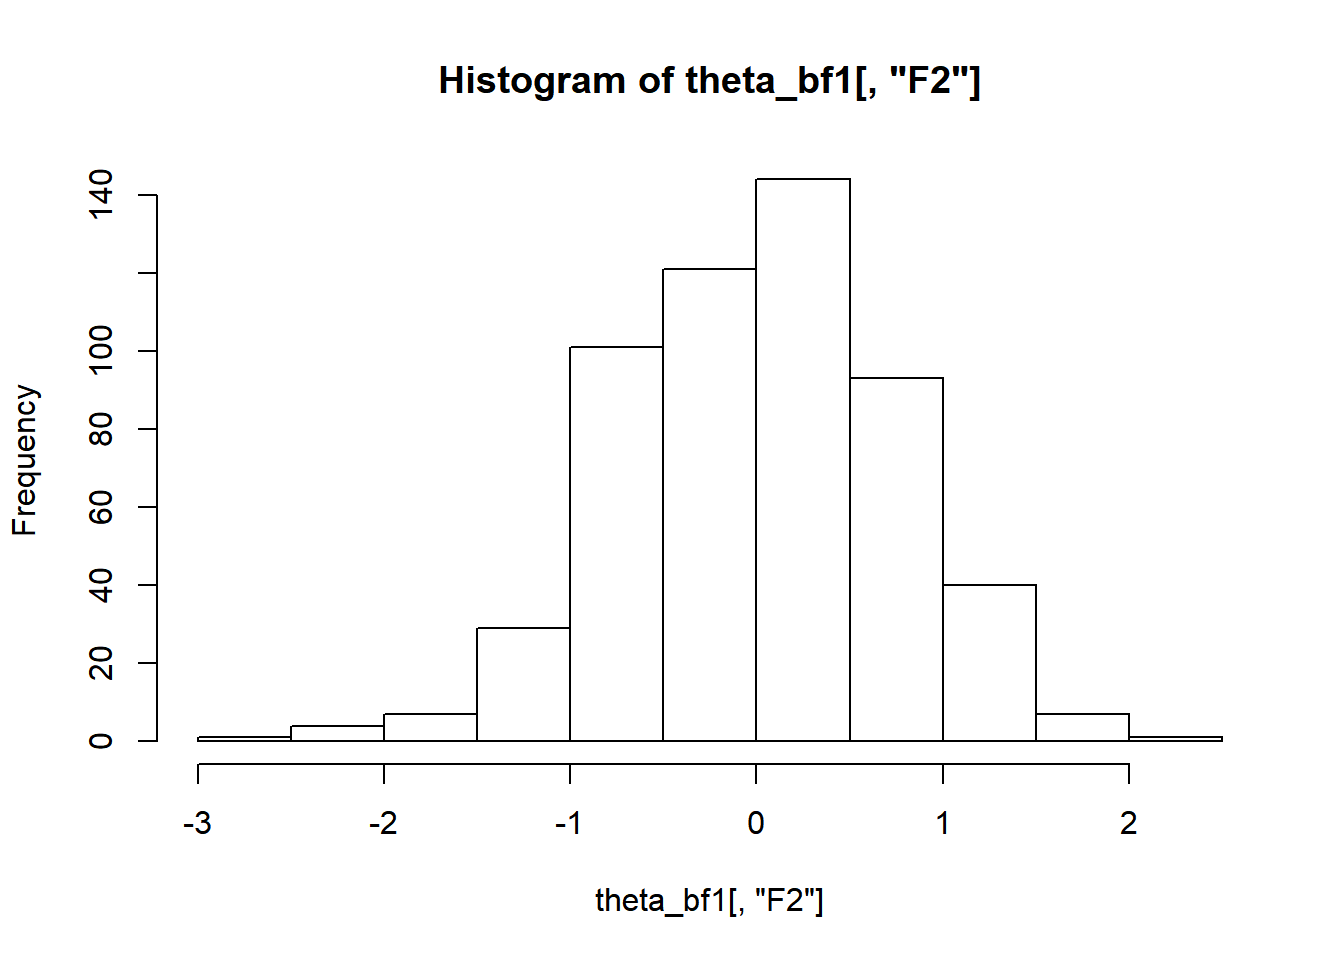 Histogram of theta_bf1[, "F2"]
Frequency
140
100
80
60
40
20
0
-3 -2 -1 0 1 2
theta_bf1[, "F2"]